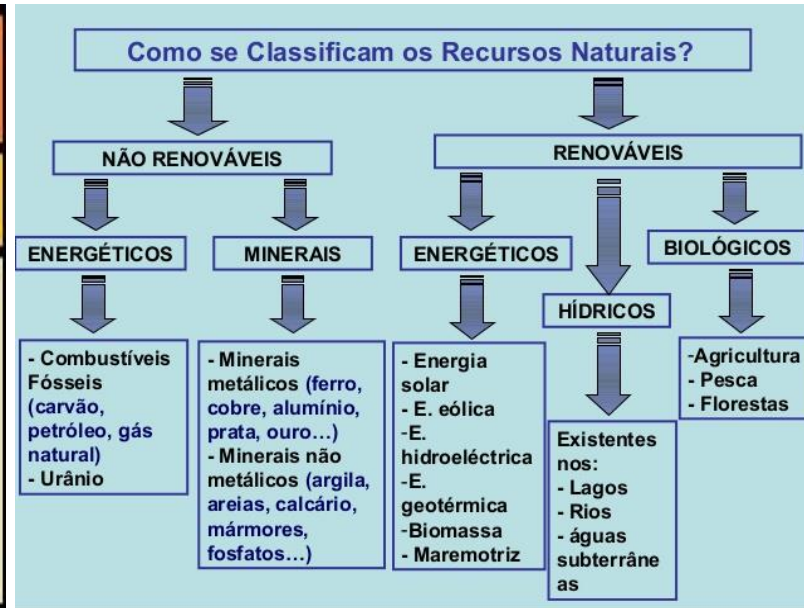 Como se Classificam os Recursos Naturais?
NÃO RENOVÁVEIS
RENOVÁVEIS
ENERGÉTICOS
MINERAIS
ENERGÉTICOS
HÍDRICOS
BIOLÓGICOS
- Combustíveis
Fósseis
(carvão,
petróleo, gás
natural)
- Urânio
- Minerais
metálicos (ferro,
cobre, alumínio,
prata, ouro...)
- Minerais não
metálicos (argila,
areias, calcário,
mármores,
fosfatos...)
- Energia
solar
- E. eólica
-E.
hidroeléctrica
-E.
geotérmica
-Biomassa
- Maremotriz
Existentes
nos:
- Lagos
- Rios
- águas
subterrâne
as
-Agricultura
- Pesca
- Florestas